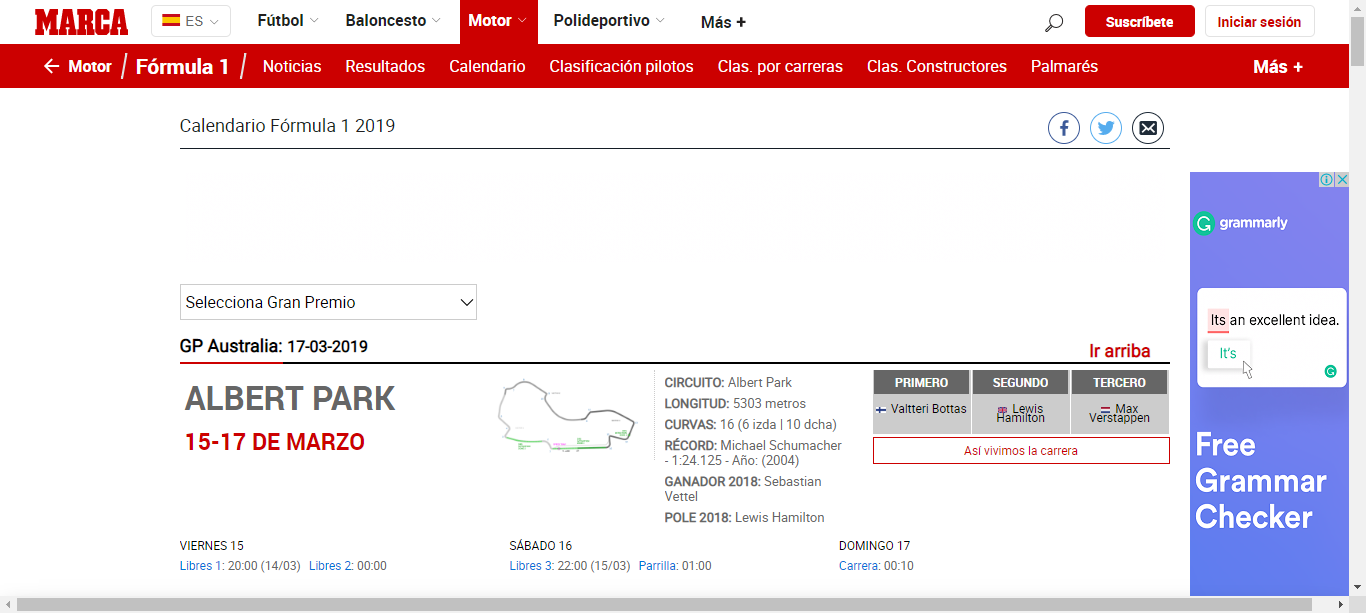 MARCA ES Fútbol Baloncesto Motor Polideportivo Más + Suscríbete Iniciar sesión
Motor / Fórmula 1 / Noticias Resultados Calendario Clasificación pilotos Clas. por carreras Clas. Constructores Palmarés Más +
Calendario Fórmula 1 2019
Selecciona Gran Premio
GP Australia: 17-03-2019 Ir arriba
ALBERT PARK
15-17 DE MARZO
CIRCUITO: Albert Park
LONGITUD: 5303 metros
CURVAS: 16 (6 izda | 10 dcha)
RÉCORD: Michael Schumacher
- 1:24.125 - Año: (2004)
GANADOR 2018: Sebastian
Vettel
POLE 2018: Lewis Hamilton
PRIMERO SEGUNDO TERCERO
Valtteri Bottas
Lewis
Hamilton
Max
Verstappen
Así vivimos la carrera
VIERNES 15
Libres 1: 20:00 (14/03) Libres 2: 00:00
SÁBADO 16
Libres 3: 22:00 (15/03) Parrilla: 01:00
DOMINGO 17
Carrera: 00:10
grammarly
Its an excellent idea.
It's
Free
Grammar
Checker